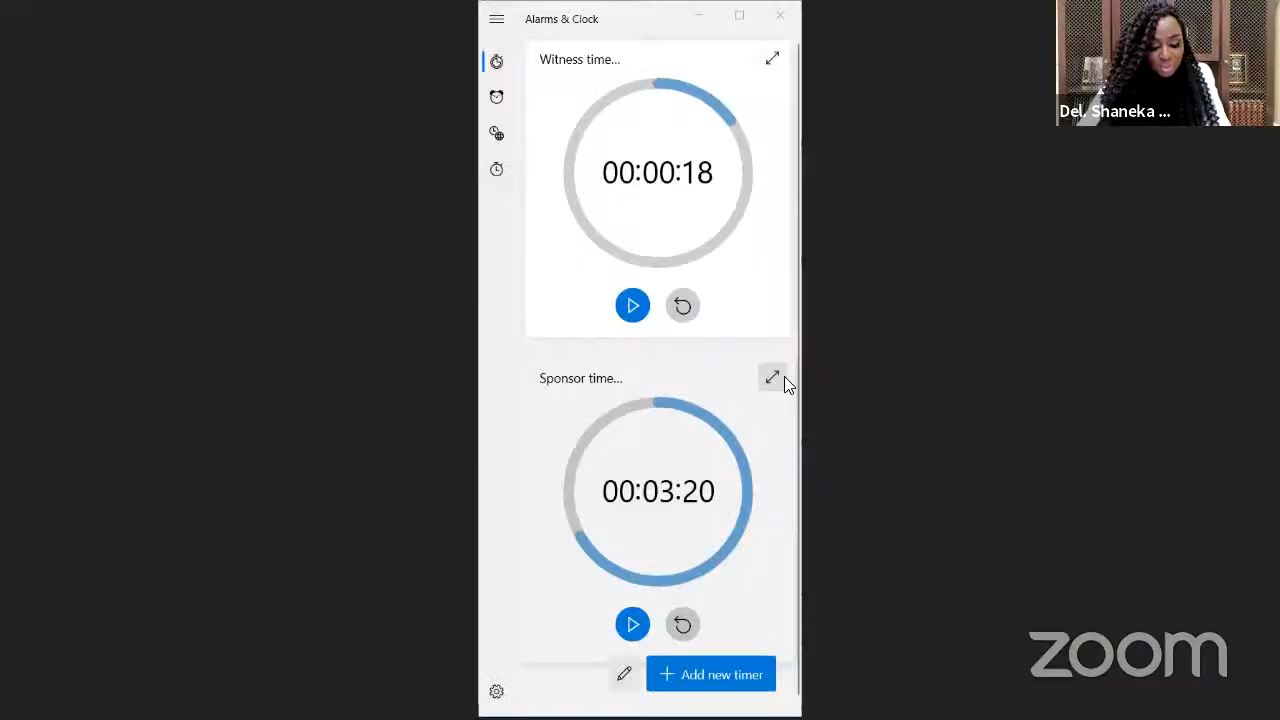 Alarms & Clock
Witness time...
00:00:18
Sponsor time...
00:03:20
Add new timer
Del. Shaneka ...
zoom